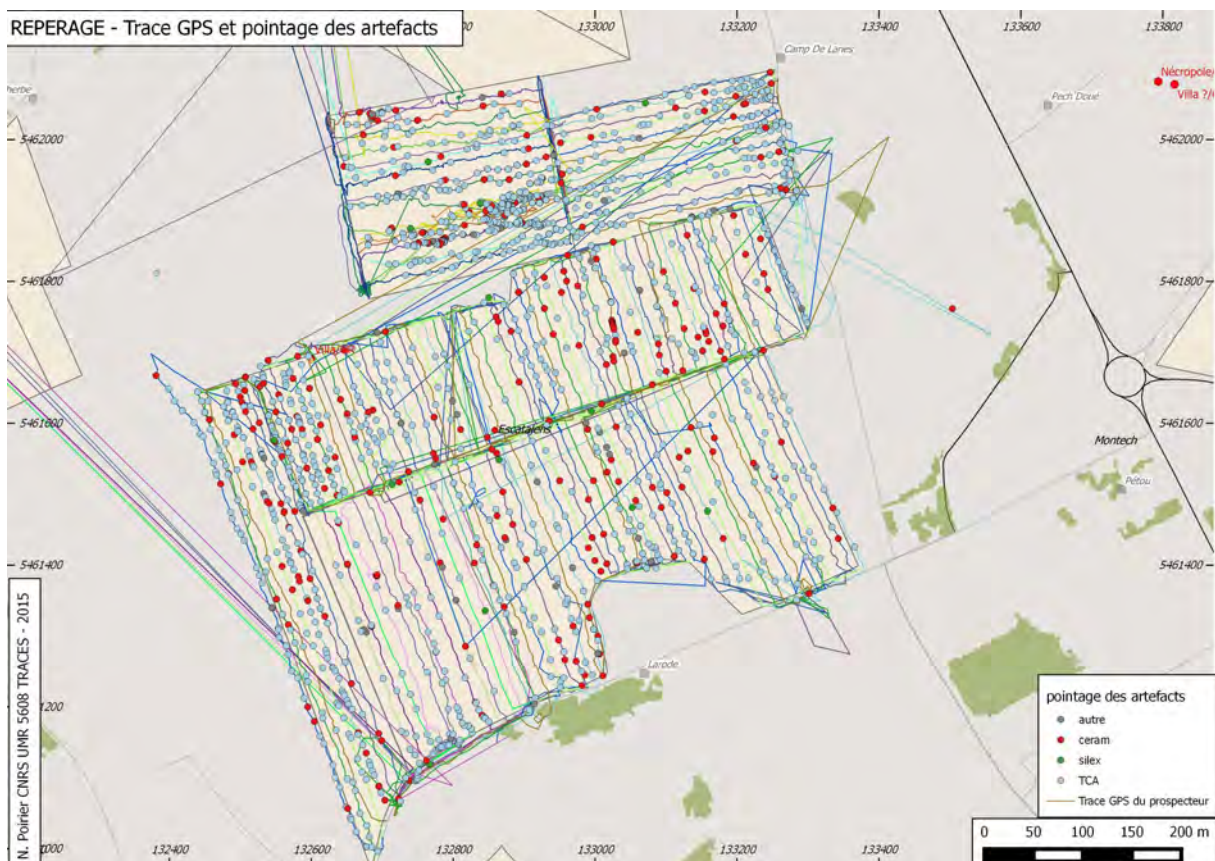 REPERAGE - Trace GPS et pointage des artefacts
133000
133200
133400
133600
133800
Camp De Lanes
Pech Doué
Nécropole/
Villa ?/
herbe
5462000
5462000
5461800
5461800
Escatalens
5461600
5461600
Montech
Pétou
5461400
5461400
Larode
1200
1000
132400
132600
132800
133000
133200
133400
N. Poirier CNRS UMR 5608 TRACES - 2015
pointage des artefacts
autre
ceram
silex
TCA
Trace GPS du prospecteur
0 50 100 150 200 m